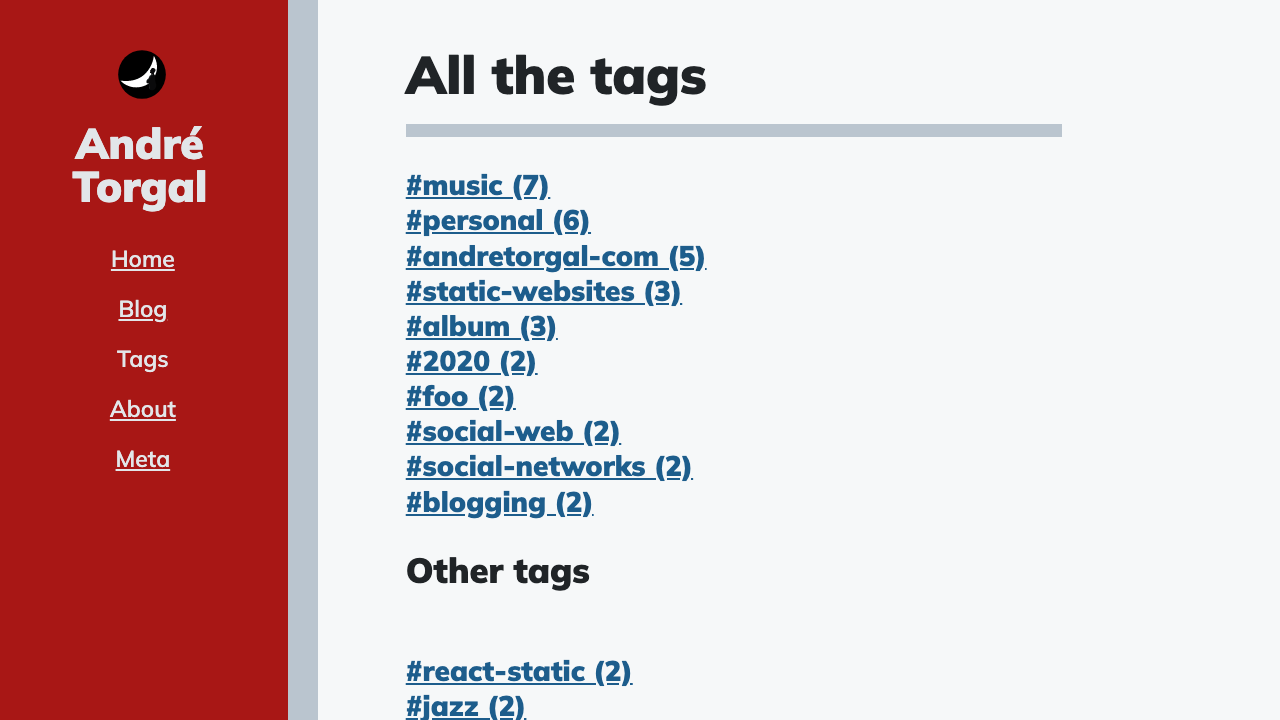 André
Torgal
Home
Blog
Tags
About
Meta
All the tags
#music (7)
#personal (6)
#andretorgal-com (5)
#static-websites (3)
#album (3)
#2020 (2)
#foo (2)
#social-web (2)
#social-networks (2)
#blogging (2)
Other tags
#react-static (2)
#jazz (2)